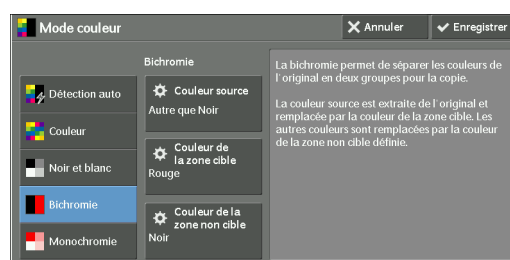 Mode couleur
Annuler
Enregistrer
Détection auto
Couleur
Noir et blanc
Bichromie
Monochromie
Bichromie
Couleur source
Autre que Noir
Couleur de
la zone cible
Rouge
Couleur de la
zone non cible
Noir
La bichromie permet de séparer les couleurs de
l'original en deux groupes pour la copie.
La couleur source est extraite de l'original et
remplacée par la couleur de la zone cible. Les
autres couleurs sont remplacées par la couleur
de la zone non cible définie.